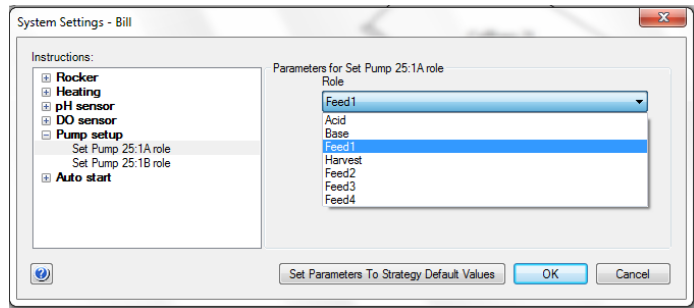 System Settings - Bill
Instructions:
Rocker
Heating
pH sensor
DO sensor
Pump setup
Set Pump 25:1A role
Set Pump 25:1B role
Auto start
Parameters for Set Pump 25:1A role
Role
Feed1
Acid
Base
Feed1
Harvest
Feed2
Feed3
Feed4
Set Parameters To Strategy Default Values
OK
Cancel